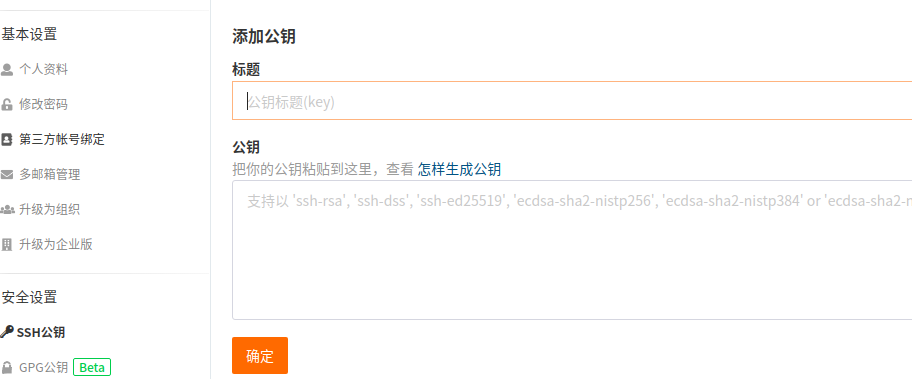 基本设置
个人资料
修改密码
第三方帐号绑定
多邮箱管理
升级为组织
升级为企业版
安全设置
SSH公钥
GPG公钥 Beta
添加公钥
标题
公钥标题(key)
公钥
把你的公钥粘贴到这里，查看 怎样生成公钥
支持以 'ssh-rsa', 'ssh-dss', 'ssh-ed25519', 'ecdsa-sha2-nistp256', 'ecdsa-sha2-nistp384' or 'ecdsa-sha2-n
确定